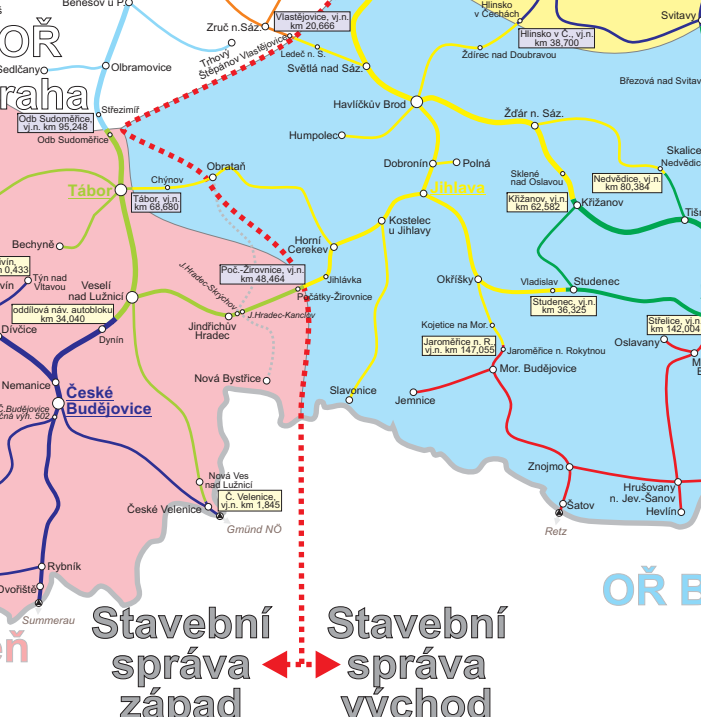 Benešov u P.
Zruč n.Sáz.
Vlastějovice, vj.n.
km 20,666
Hlinsko
v Čechách
Hlinsko v Č., vj.n.
km 38,700
Svitavy
OŘ
Praha
Sedlčany
Olbramovice
Trhový
Štěpánov
Vlastějovice
Ledeč n. S.
Světlá nad Sáz.
Ždírec nad Doubravou
Březová nad Svitav
Střezimíř
Odb Sudoměřice,
vj.n. km 95,248
Odb Sudoměřice
Havlíčkův Brod
Humpolec
Žďár n. Sáz.
Skalice
Nedvědice
Dobronín
Polná
Sklené
nad Oslavou
Nedvědice, vj.n.
km 80,384
Tábor
Chýnov
Obrataň
Tábor, vj.n.
km 68,680
Jihlava
Křižanov, vj.n.
km 62,582
Křižanov
Tiš
Kostelec
u Jihlavy
Bechyně
Horní
Cerekev
Týn nad
Vltavou
Veselí
nad Lužnicí
J.Hradec-Skrýchov
Poč.-Žirovnice, vj.n.
km 48,464
Jihlávka
Počátky-Žirovnice
Okříšky
Vladislav
Studenec
Studenec, vj.n.
km 36,325
oddílová náv. autobloku
km 34,040
J.Hradec-Kanclov
Jindřichův
Hradec
Dívčice
Dynín
Kojetice na Mor.
Střelice, vj.n.
km 142,004
Oslavany
Jaroměřice n. R.,
vj.n. km 147,055
Jaroměřice n. Rokytnou
Mor. Budějovice
Nemanice
Nová Bystřice
Slavonice
Jemnice
České
Budějovice
Č.Budějovice
výh. 502
Nová Ves
nad Lužnicí
Č. Velenice,
vj.n. km 1,845
České Velenice
Gmünd NÖ
Znojmo
Hrušovany
n. Jev.-Šanov
Šatov
Hevlín
Retz
Rybník
Dvořiště
Summerau
OŘ B
Stavební
správa
západ
Stavební
správa
východ